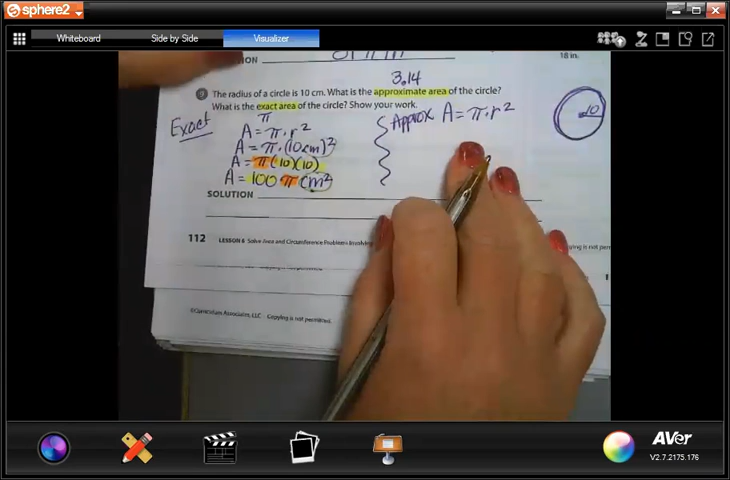 sphere2
Whiteboard Side by Side Visualizer
18 in.
3.14
9 The radius of a circle is 10 cm. What is the approximate area of the circle?
What is the exact area of the circle? Show your work.
π
Exact
A = π · r²
A = π · (10cm)²
A = π (10)(10)
A = 100 π cm²
Approx A = π · r²
10
SOLUTION
112 LESSON 6 Solve Area and Circumference Problems Involving
©Curriculum Associates, LLC Copying is not permitted.
AVer
V2.7.2175.176